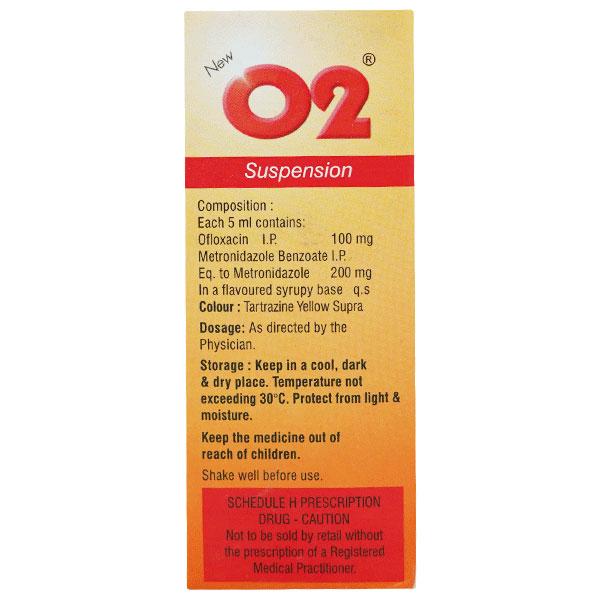 New
O2 ®
Suspension
Composition :
Each 5 ml contains:
Ofloxacin I.P. 100 mg
Metronidazole Benzoate I.P.
Eq. to Metronidazole 200 mg
In a flavoured syrupy base q.s
Colour : Tartrazine Yellow Supra
Dosage: As directed by the
Physician.
Storage : Keep in a cool, dark
& dry place. Temperature not
exceeding 30°C. Protect from light &
moisture.
Keep the medicine out of
reach of children.
Shake well before use.
SCHEDULE H PRESCRIPTION
DRUG - CAUTION
Not to be sold by retail without
the prescription of a Registered
Medical Practitioner.